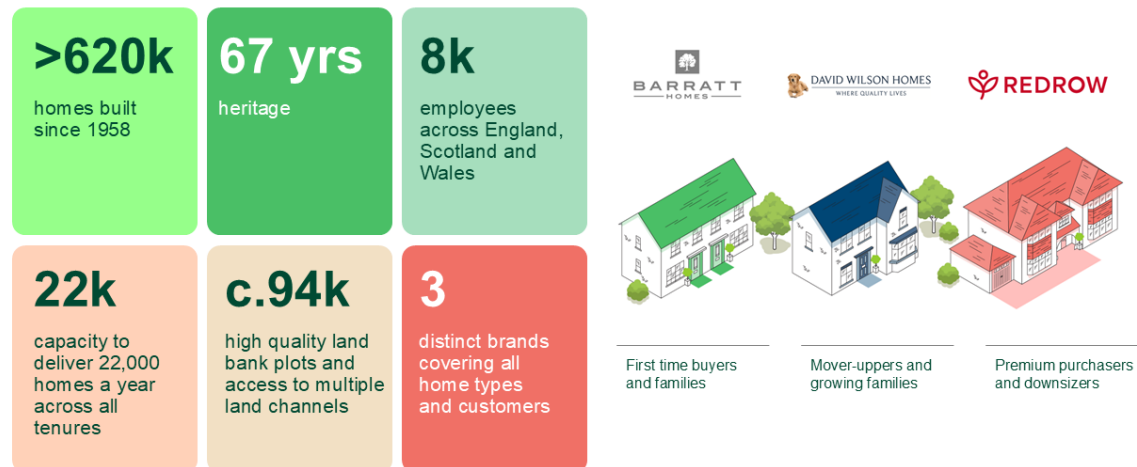 >620k
homes built
since 1958
67 yrs
heritage
8k
employees
across England,
Scotland and
Wales
22k
capacity to
deliver 22,000
homes a year
across all
tenures
c.94k
high quality land
bank plots and
access to multiple
land channels
3
distinct brands
covering all
home types
and customers
BARRATT
HOMES
DAVID WILSON HOMES
WHERE QUALITY LIVES
REDROW
First time buyers
and families
Mover-uppers and
growing families
Premium purchasers
and downsizers